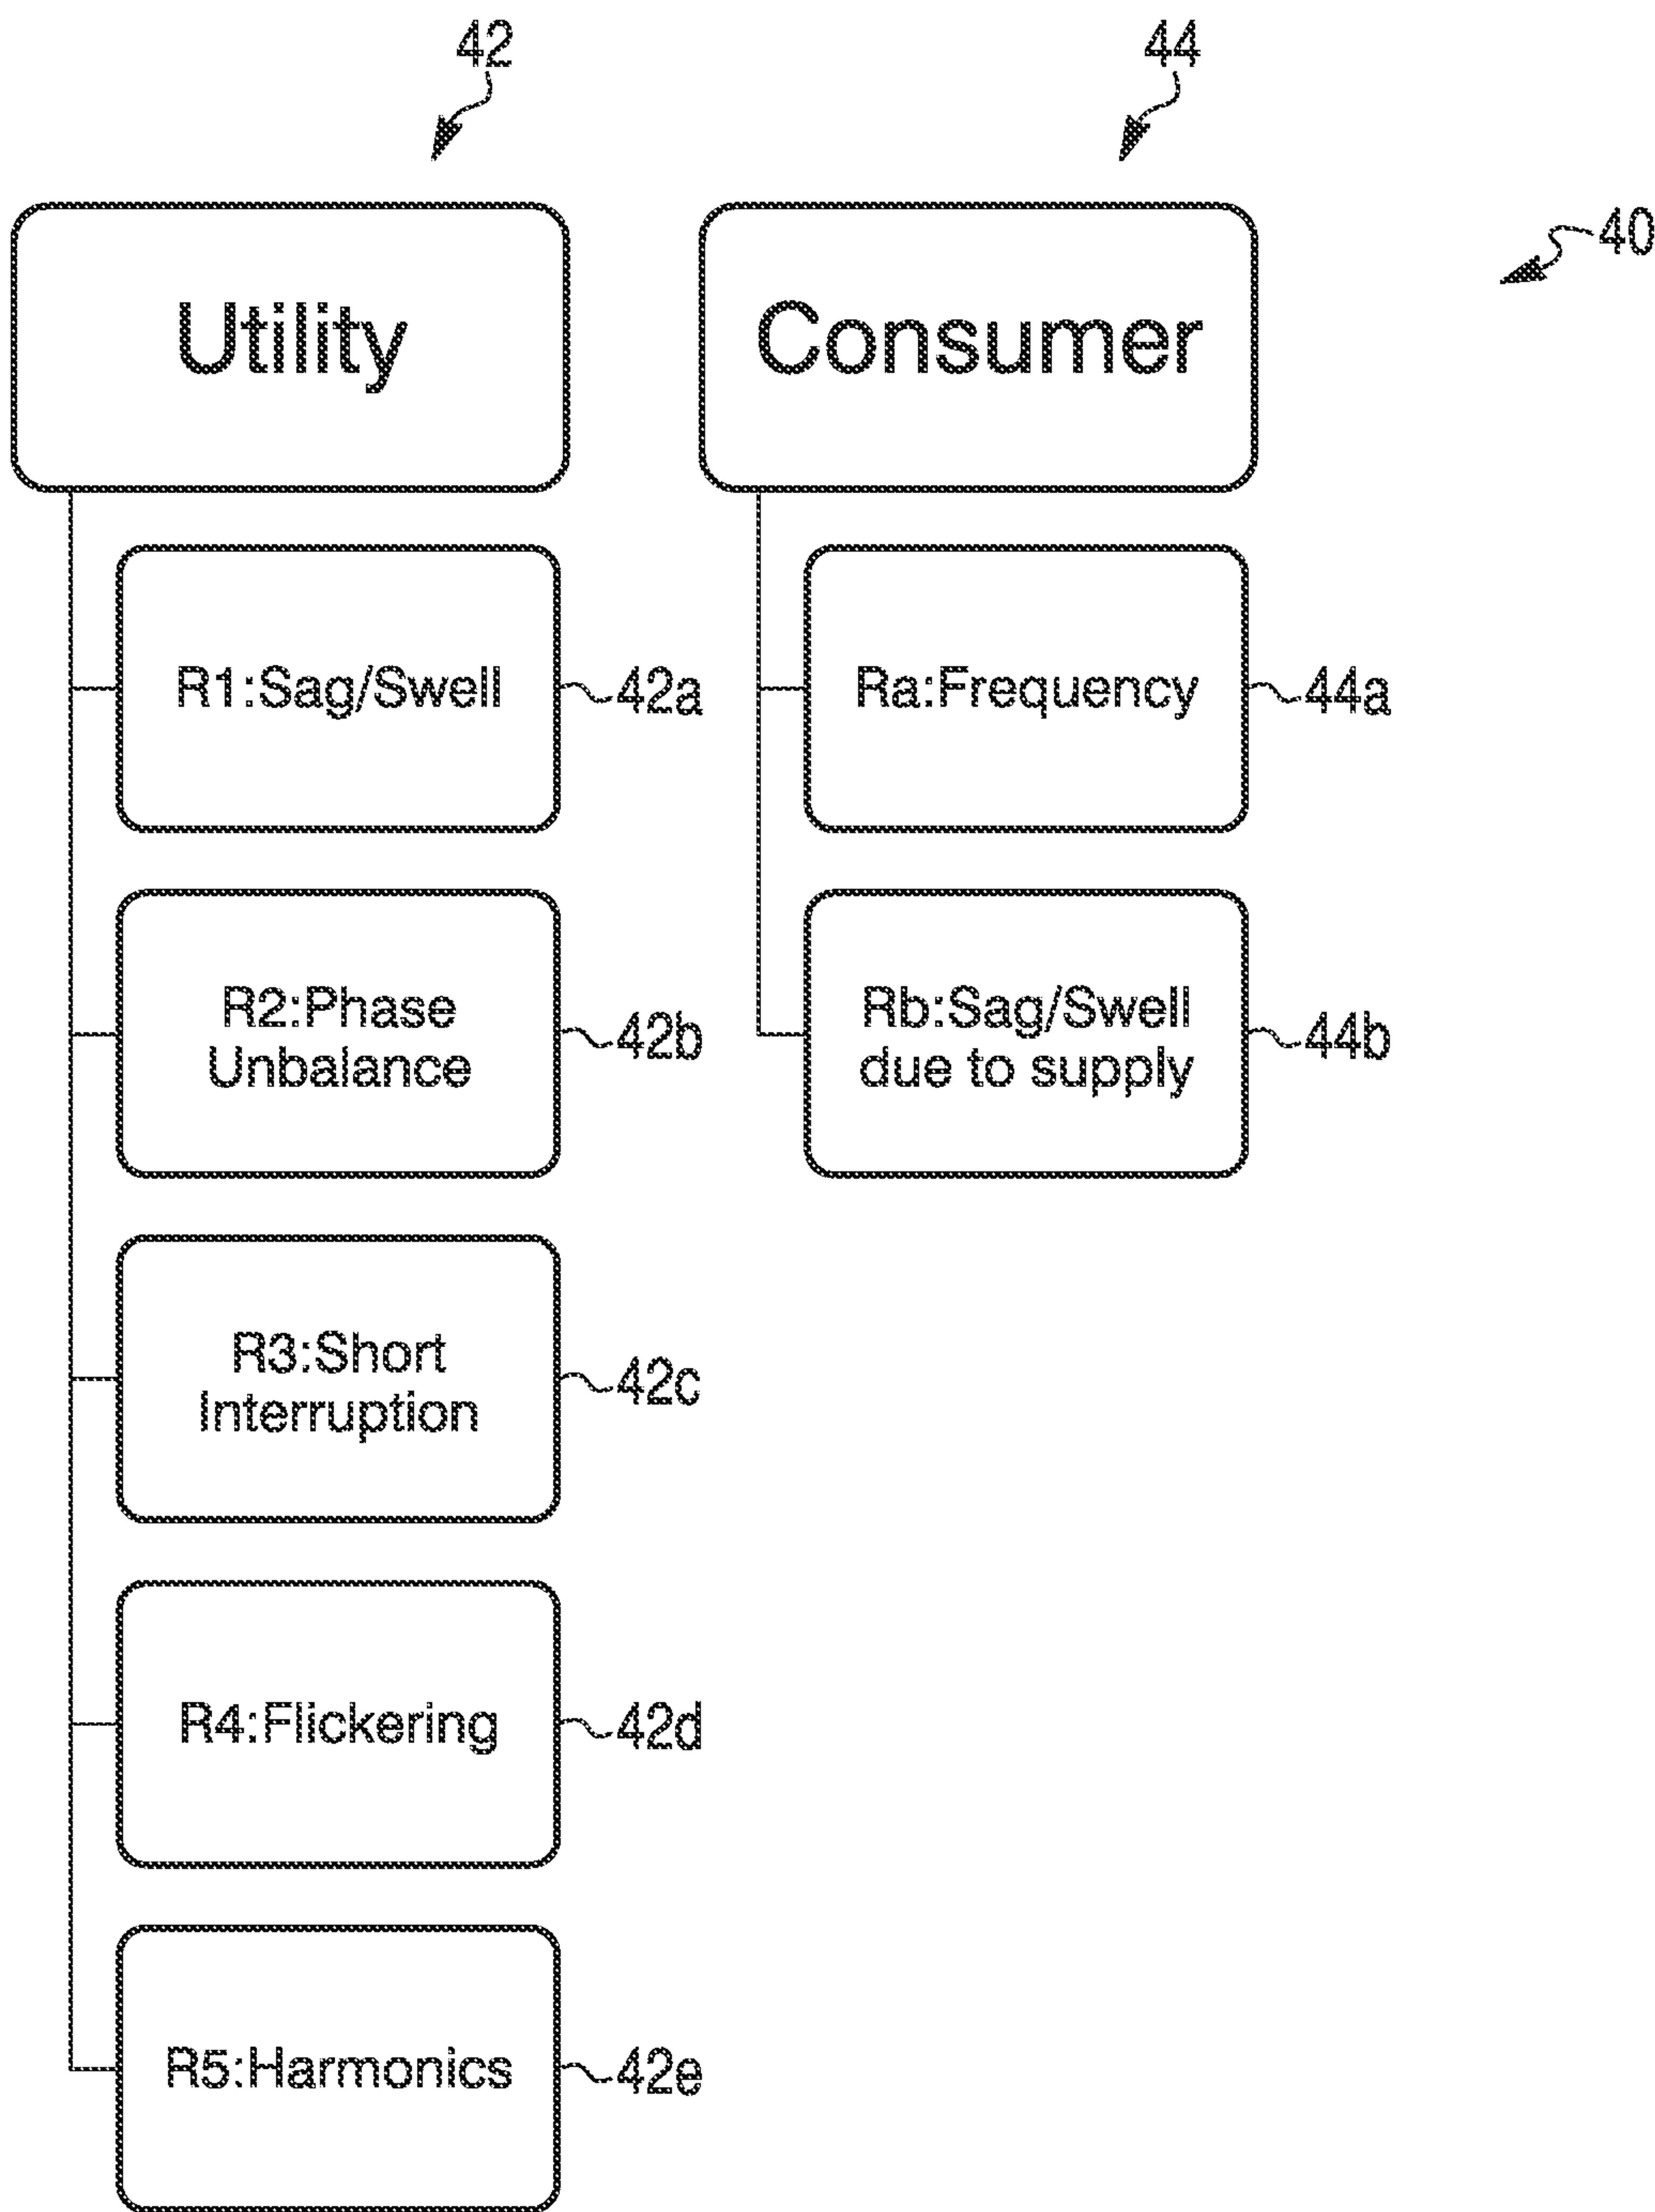 42
44
40
Utility
Consumer
R1:Sag/Swell
42a
Ra:Frequency
44a
R2:Phase
Unbalance
42b
Rb:Sag/Swell
due to supply
44b
R3:Short
Interruption
42c
R4:Flickering
42d
R5:Harmonics
42e